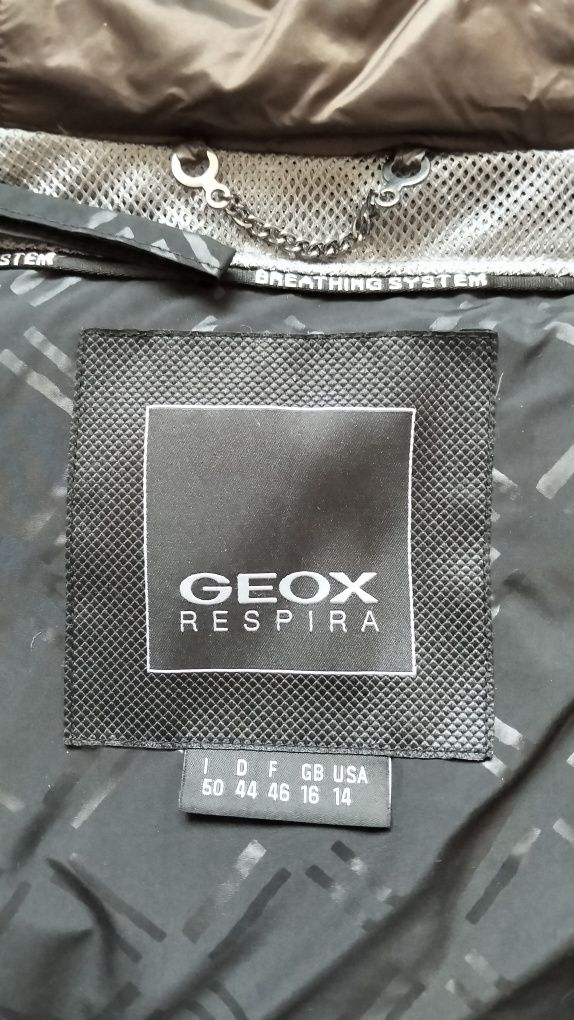 STEM
BREATHING SYSTEM
GEOX
RESPIRA
I D F GB USA
50 44 46 16 14